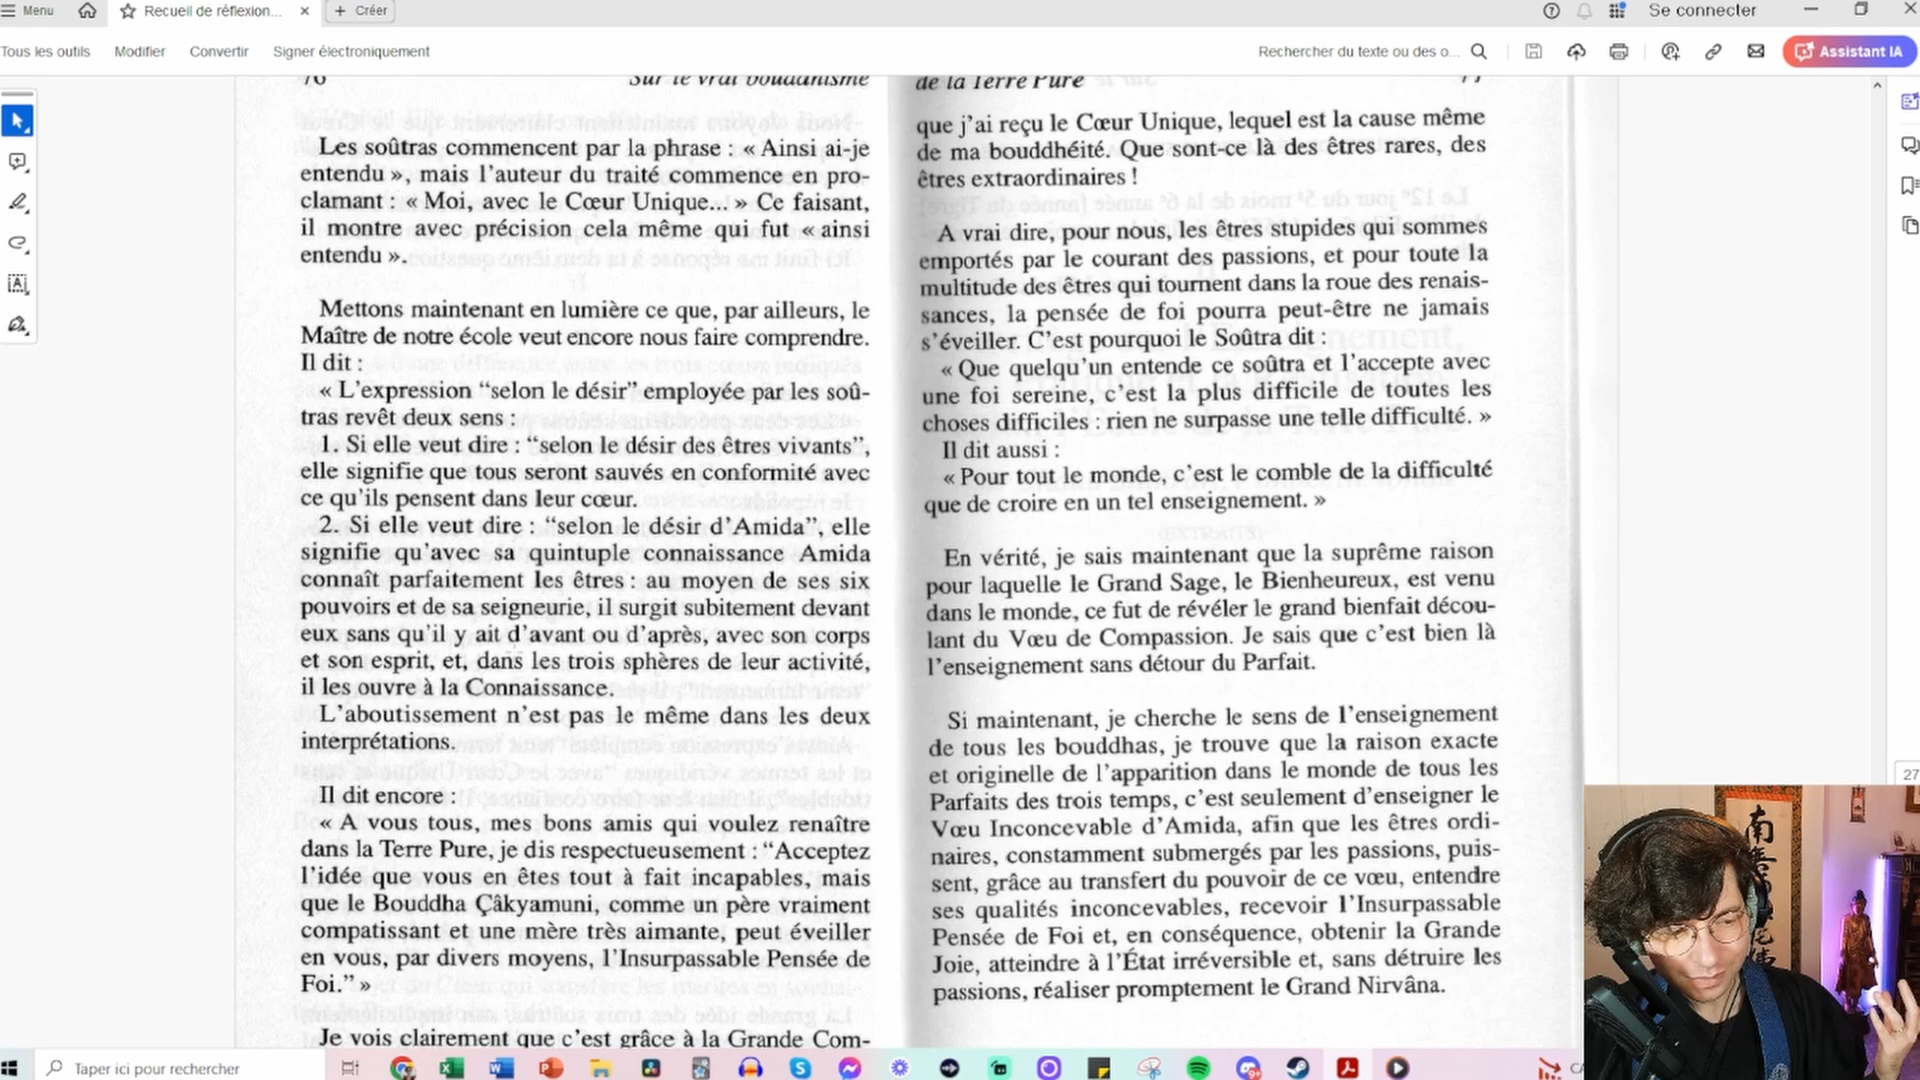 Menu
Recueil de réflexion...
Créer
Se connecter
Tous les outils
Modifier
Convertir
Signer électroniquement
Rechercher du texte ou des o...
Assistant IA
76
Sur le vrai bouddhisme
Les soûtras commencent par la phrase : « Ainsi ai-je
entendu », mais l'auteur du traité commence en pro-
clamant : « Moi, avec le Cœur Unique... » Ce faisant,
il montre avec précision cela même qui fut « ainsi
entendu ».
Mettons maintenant en lumière ce que, par ailleurs, le
Maître de notre école veut encore nous faire comprendre.
Il dit :
« L'expression “selon le désir” employée par les soû-
tras revêt deux sens :
1. Si elle veut dire : “selon le désir des êtres vivants”,
elle signifie que tous seront sauvés en conformité avec
ce qu'ils pensent dans leur cœur.
2. Si elle veut dire : “selon le désir d'Amida”, elle
signifie qu'avec sa quintuple connaissance Amida
connaît parfaitement les êtres : au moyen de ses six
pouvoirs et de sa seigneurie, il surgit subitement devant
eux sans qu'il y ait d'avant ou d'après, avec son corps
et son esprit, et, dans les trois sphères de leur activité,
il les ouvre à la Connaissance.
L'aboutissement n'est pas le même dans les deux
interprétations.
Il dit encore :
« A vous tous, mes bons amis qui voulez renaître
dans la Terre Pure, je dis respectueusement : “Acceptez
l'idée que vous en êtes tout à fait incapables, mais
que le Bouddha Çâkyamuni, comme un père vraiment
compatissant et une mère très aimante, peut éveiller
en vous, par divers moyens, l'Insurpassable Pensée de
Foi.” »
Je vois clairement que c'est grâce à la Grande Com-
de la Terre Pure
77
que j'ai reçu le Cœur Unique, lequel est la cause même
de ma bouddhéité. Que sont-ce là des êtres rares, des
êtres extraordinaires !
A vrai dire, pour nous, les êtres stupides qui sommes
emportés par le courant des passions, et pour toute la
multitude des êtres qui tournent dans la roue des renais-
sances, la pensée de foi pourra peut-être ne jamais
s'éveiller. C'est pourquoi le Soûtra dit :
« Que quelqu'un entende ce soûtra et l'accepte avec
une foi sereine, c'est la plus difficile de toutes les
choses difficiles : rien ne surpasse une telle difficulté. »
Il dit aussi :
« Pour tout le monde, c'est le comble de la difficulté
que de croire en un tel enseignement. »
En vérité, je sais maintenant que la suprême raison
pour laquelle le Grand Sage, le Bienheureux, est venu
dans le monde, ce fut de révéler le grand bienfait décou-
lant du Vœu de Compassion. Je sais que c'est bien là
l'enseignement sans détour du Parfait.
Si maintenant, je cherche le sens de l'enseignement
de tous les bouddhas, je trouve que la raison exacte
et originelle de l'apparition dans le monde de tous les
Parfaits des trois temps, c'est seulement d'enseigner le
Vœu Inconcevable d'Amida, afin que les êtres ordi-
naires, constamment submergés par les passions, puis-
sent, grâce au transfert du pouvoir de ce vœu, entendre
ses qualités inconcevables, recevoir l'Insurpassable
Pensée de Foi et, en conséquence, obtenir la Grande
Joie, atteindre à l'État irréversible et, sans détruire les
passions, réaliser promptement le Grand Nirvâna.
27
南
Taper ici pour rechercher